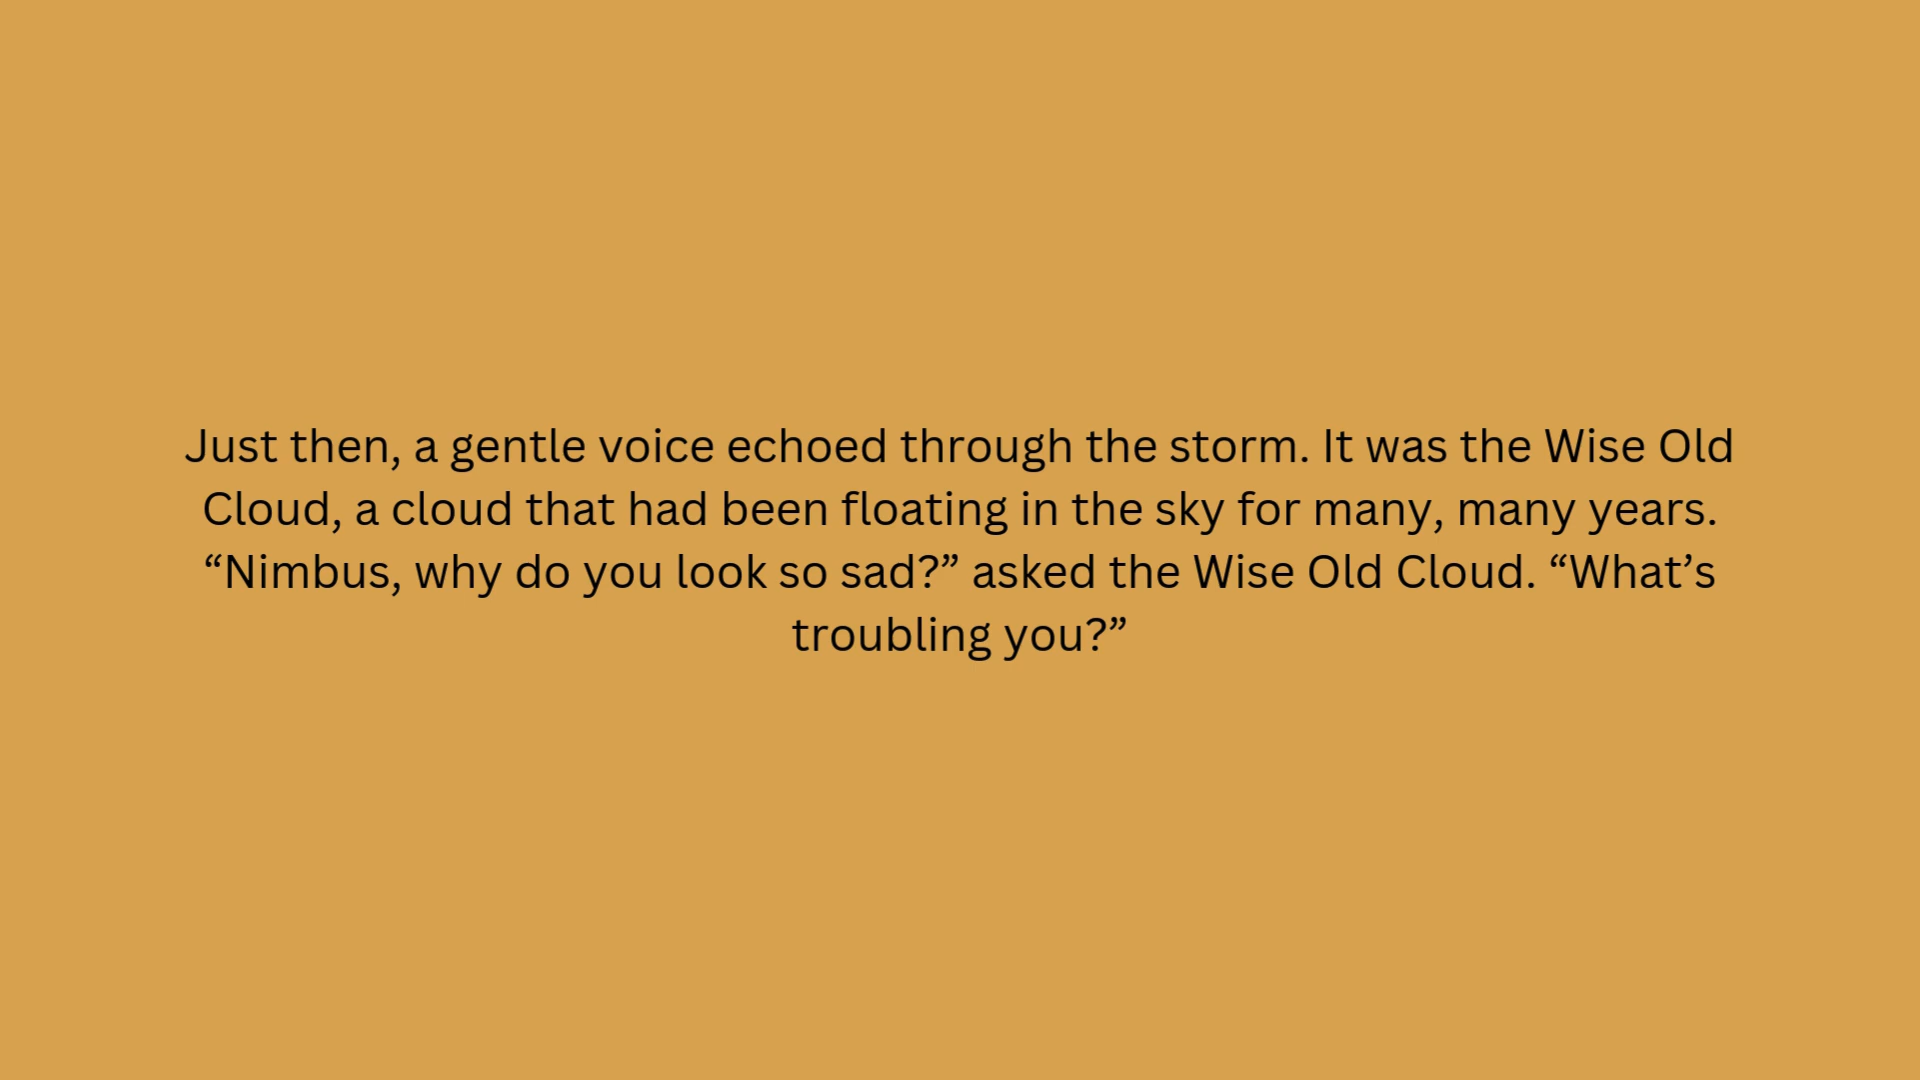 Just then, a gentle voice echoed through the storm. It was the Wise Old
Cloud, a cloud that had been floating in the sky for many, many years.
“Nimbus, why do you look so sad?” asked the Wise Old Cloud. “What’s
troubling you?”